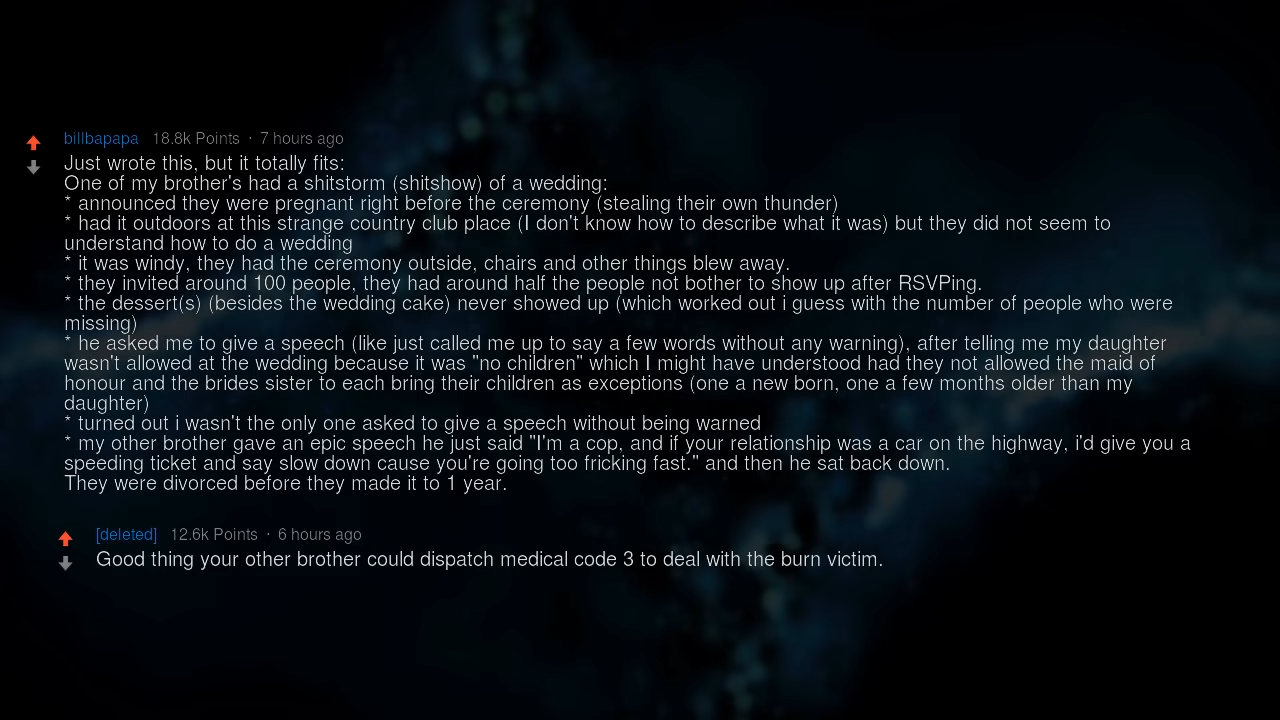 billbapapa 18.8k Points · 7 hours ago
Just wrote this, but it totally fits:
One of my brother's had a shitstorm (shitshow) of a wedding:
* announced they were pregnant right before the ceremony (stealing their own thunder)
* had it outdoors at this strange country club place (I don't know how to describe what it was) but they did not seem to
understand how to do a wedding
* it was windy, they had the ceremony outside, chairs and other things blew away.
* they invited around 100 people, they had around half the people not bother to show up after RSVPing.
* the dessert(s) (besides the wedding cake) never showed up (which worked out i guess with the number of people who were
missing)
* he asked me to give a speech (like just called me up to say a few words without any warning), after telling me my daughter
wasn't allowed at the wedding because it was "no children" which I might have understood had they not allowed the maid of
honour and the brides sister to each bring their children as exceptions (one a new born, one a few months older than my
daughter)
* turned out i wasn't the only one asked to give a speech without being warned
* my other brother gave an epic speech he just said "I'm a cop, and if your relationship was a car on the highway, i'd give you a
speeding ticket and say slow down cause you're going too fricking fast." and then he sat back down.
They were divorced before they made it to 1 year.
[deleted] 12.6k Points · 6 hours ago
Good thing your other brother could dispatch medical code 3 to deal with the burn victim.